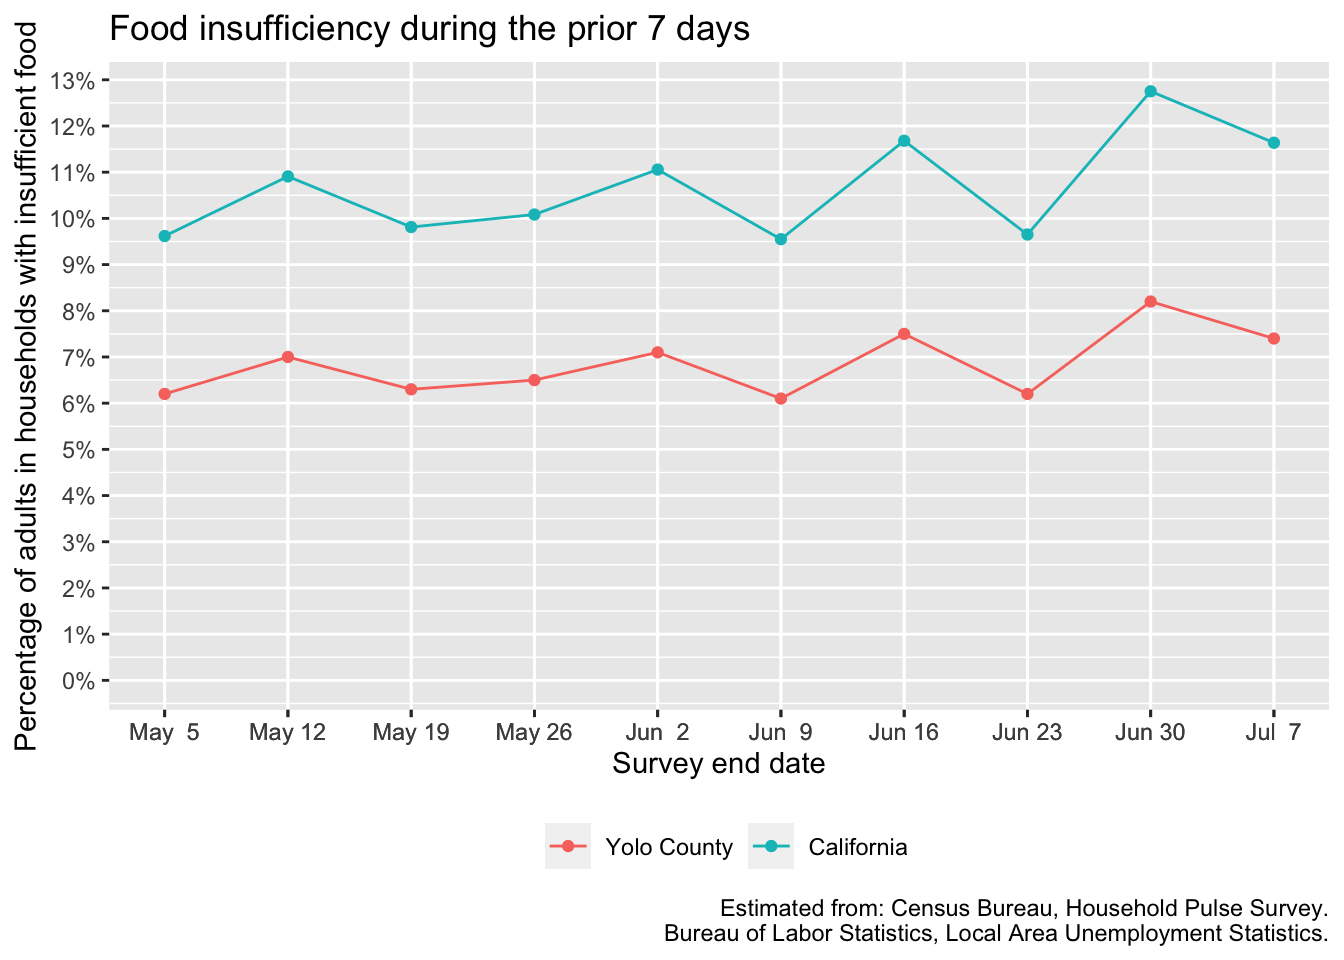 Food insufficiency during the prior 7 days
Percentage of adults in households with insufficient food
13%
12%
11%
10%
9%
8%
7%
6%
5%
4%
3%
2%
1%
0%
May 5 May 12 May 19 May 26 Jun 2 Jun 9 Jun 16 Jun 23 Jun 30 Jul 7
Survey end date
Yolo County California
Estimated from: Census Bureau, Household Pulse Survey.
Bureau of Labor Statistics, Local Area Unemployment Statistics.